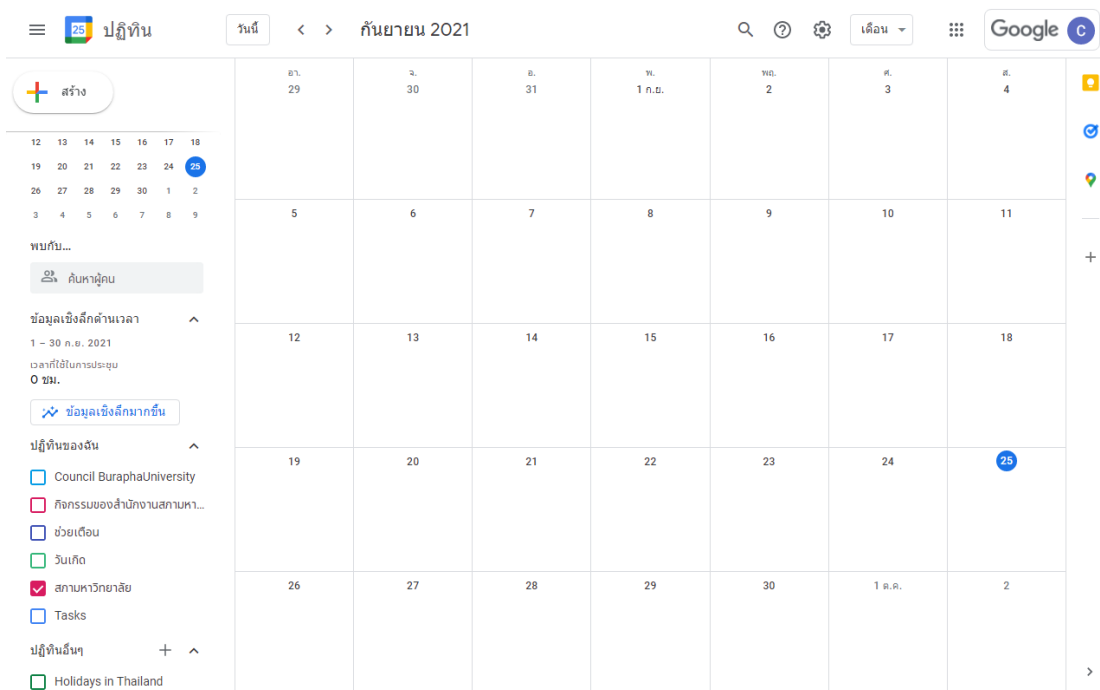 25 ปฏิทิน วันนี้ กันยายน 2021 เดือน Google C
สร้าง
12 13 14 15 16 17 18
19 20 21 22 23 24 25
26 27 28 29 30 1 2
3 4 5 6 7 8 9
พบกับ...
ค้นหาผู้คน
ข้อมูลเชิงลึกด้านเวลา
1 – 30 ก.ย. 2021
เวลาที่ใช้ในการประชุม
0 ชม.
ข้อมูลเชิงลึกมากขึ้น
ปฏิทินของฉัน
Council BuraphaUniversity
กิจกรรมของสำนักงานสภามหา...
ช่วยเตือน
วันเกิด
สภามหาวิทยาลัย
Tasks
ปฏิทินอื่นๆ
Holidays in Thailand
อา. จ. อ. พ. พฤ. ศ. ส.
29 30 31 1 ก.ย. 2 3 4
5 6 7 8 9 10 11
12 13 14 15 16 17 18
19 20 21 22 23 24 25
26 27 28 29 30 1 ต.ค. 2